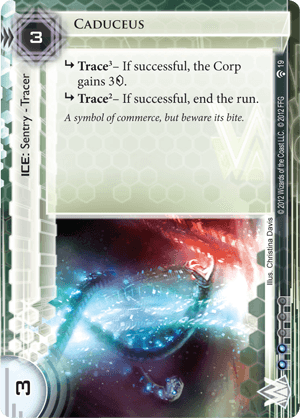 3
CADUCEUS
↳ Trace³– If successful, the Corp
gains 3
↳ Trace²– If successful, end the run.
A symbol of commerce, but beware its bite.
ICE: Sentry - Tracer
19
© 2012 Wizards of the Coast LLC. © 2012 FFG
Illus. Christina Davis
3